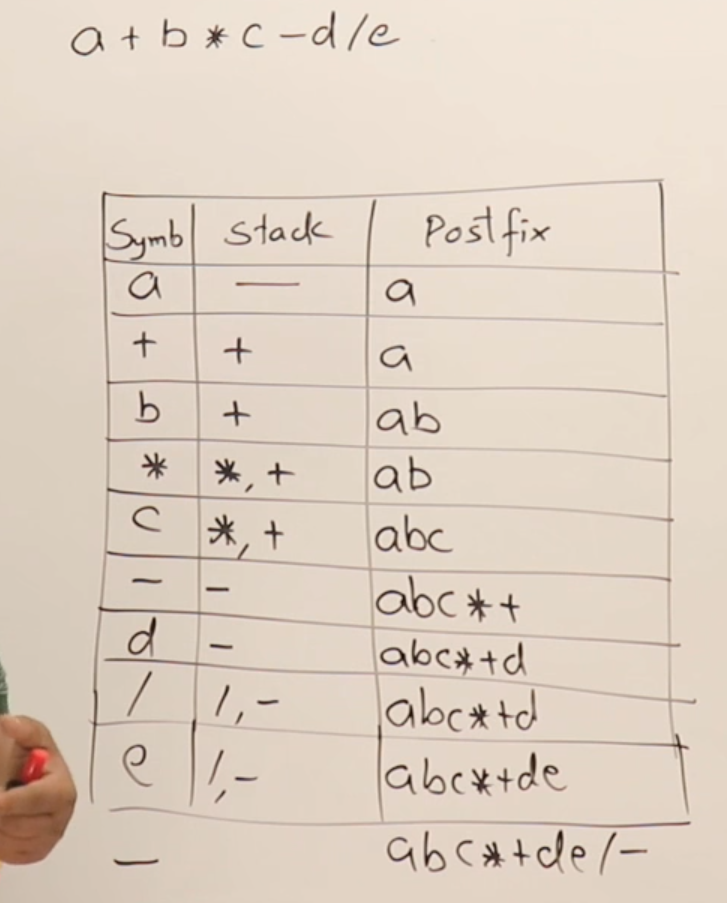 a + b * c - d / e
Symb Stack Postfix
a — a
+ + a
b + ab
* *, + ab
c *, + abc
- - abc*+
d - abc*+d
/ /, - abc*+d
e /, - abc*+de
- abc*+de/-